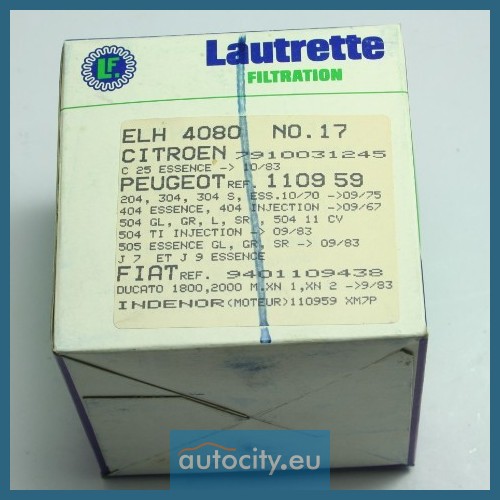 LF
Lautrette
FILTRATION
ELH 4080 NO.17
CITROEN 7910031245
C 25 ESSENCE -> 10/83
PEUGEOT REF. 110959
204, 304, 304 S, ESS.10/70 ->09/75
404 ESSENCE, 404 INJECTION ->09/67
504 GL, GR, L, SR, , 504 11 CV
504 TI INJECTION -> 09/83
505 ESSENCE GL, GR, SR -> 09/83
J 7 ET J 9 ESSENCE
FIAT REF. 9401109438
DUCATO 1800,2000 M.XN 1,XN 2 ->9/83
INDENOR(MOTEUR)110959 XM7P
autocity.eu